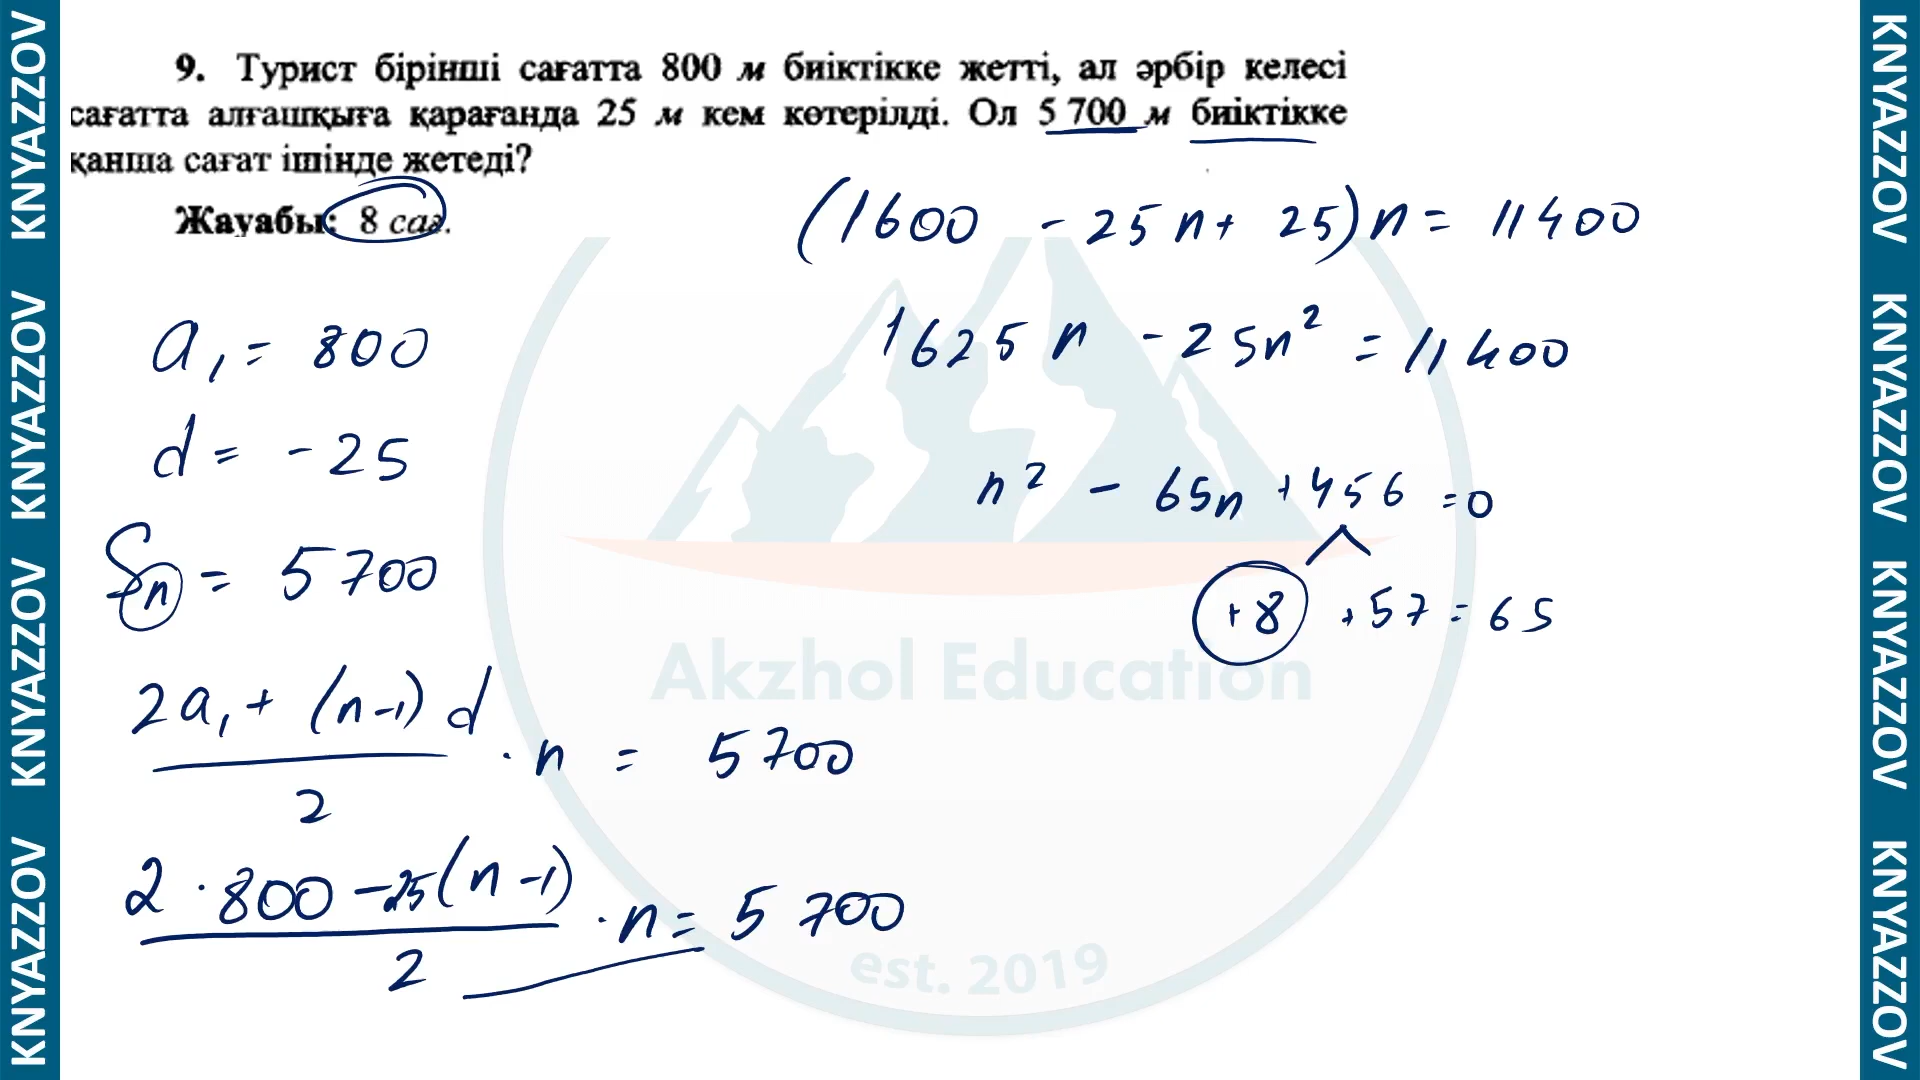 KNYAZZOV KNYAZZOV KNYAZZOV KNYAZZOV
9. Турист бірінші сағатта 800 м биіктікке жетті, ал әрбір келесі
сағатта алғашқыға қарағанда 25 м кем көтерілді. Ол 5 700 м биіктікке
қанша сағат ішінде жетеді?
Жауабы: 8 сағ.
a₁ = 800
d = -25
Sn = 5700
(2a₁ + (n-1)d)/2 · n = 5700
(2 · 800 - 25(n-1))/2 · n = 5 700
(1600 - 25n + 25)n = 11400
1625n - 25n² = 11400
n² - 65n + 456 = 0
+8 +57 = 65
Akzhol Education
est. 2019
KNYAZZOV KNYAZZOV KNYAZZOV KNYAZZOV